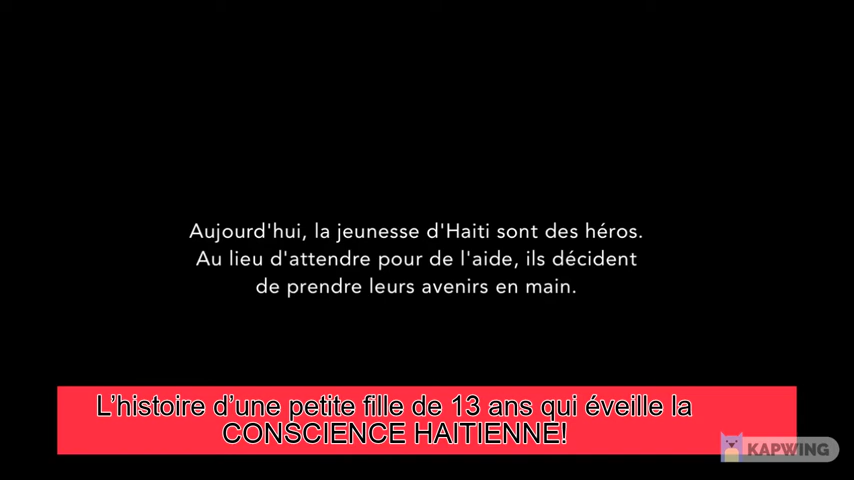 Aujourd'hui, la jeunesse d'Haiti sont des héros.
Au lieu d'attendre pour de l'aide, ils décident
de prendre leurs avenirs en main.
L'histoire d'une petite fille de 13 ans qui éveille la
CONSCIENCE HAITIENNE!
KAPWING